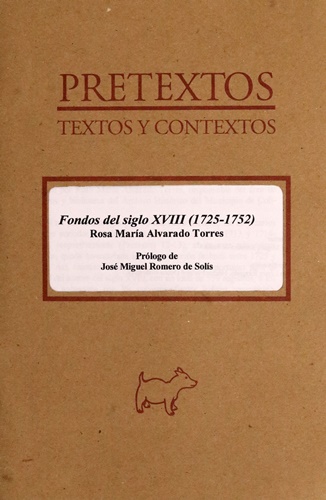 PRETEXTOS
TEXTOS Y CONTEXTOS
Fondos del siglo XVIII (1725-1752)
Rosa María Alvarado Torres
Prólogo de
José Miguel Romero de Solís